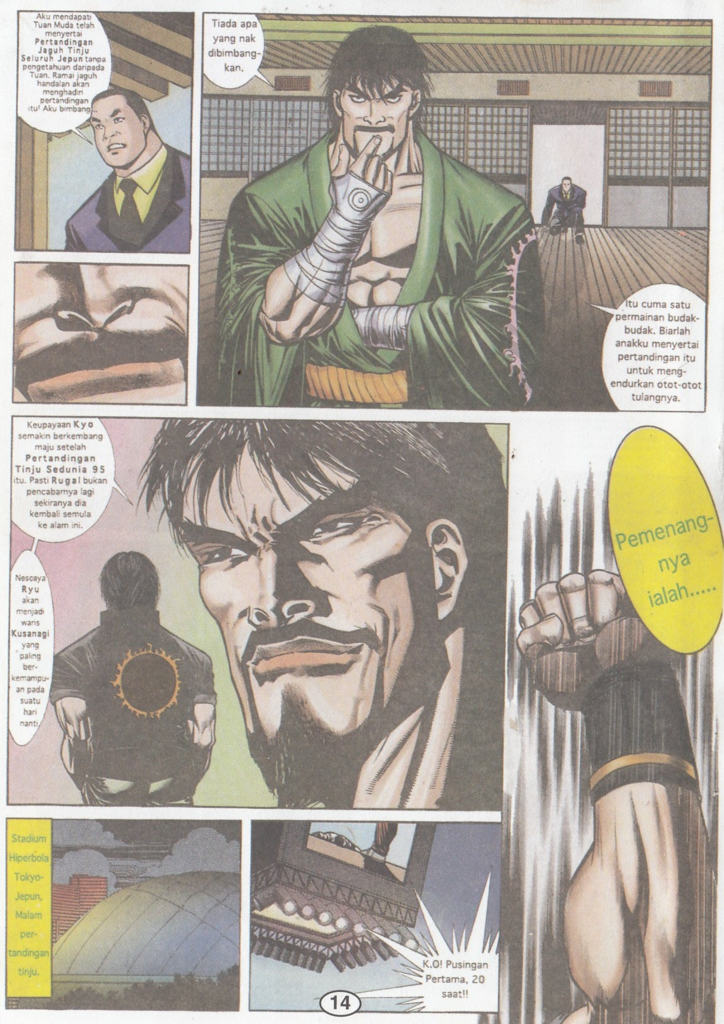 Aku mendapati
Tuan Muda telah
menyertai
Pertandingan
Jaguh Tinju
Seluruh Jepun tanpa
pengetahuan daripada
Tuan. Ramai jaguh
handalan akan
menghadiri
pertandingan
itu! Aku bimbang...
Tiada apa
yang nak
dibimbang-
kan.
Itu cuma satu
permainan budak-
budak. Biarlah
anakku menyertai
pertandingan itu
untuk meng-
endurkan otot-otot
tulangnya.
Keupayaan Kyo
semakin berkembang
maju setelah
Pertandingan
Tinju Sedunia 95
itu. Pasti Rugal bukan
pencabarnya lagi
sekiranya dia
kembali semula
ke alam ini.
Nescaya
Ryu
akan
menjadi
waris
Kusanagi
yang
paling
ber-
kemampu-
an pada
suatu
hari
nanti.
Pemenang-
nya
ialah.....
Stadium
Hiperbola
Tokyo-
Jepun,
Malam
per-
tandingan
tinju.
K.O! Pusingan
Pertama, 20
saat!!
14